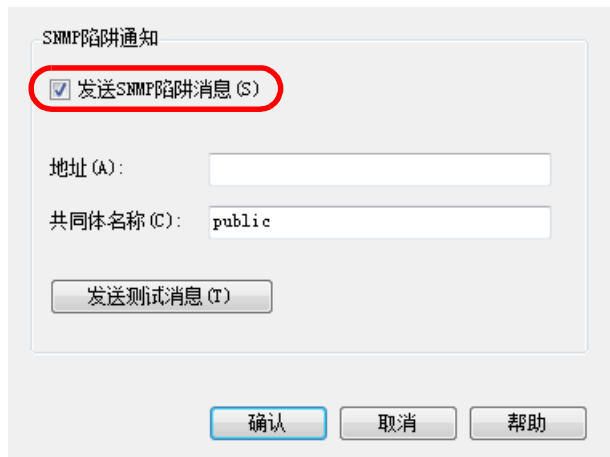 SNMP陷阱通知
发送SNMP陷阱消息(S)
地址(A):
共同体名称(C): public
发送测试消息(T)
确认 取消 帮助